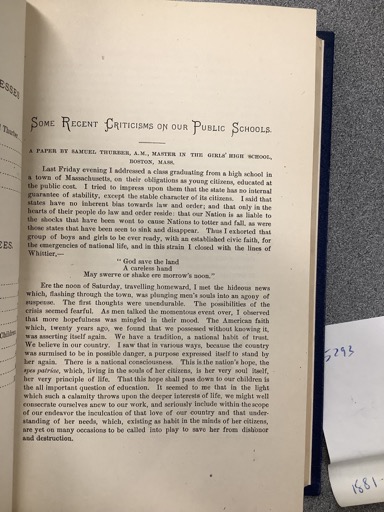 ESSES
Thurber
ES.
Children
SOME RECENT CRITICISMS ON OUR PUBLIC SCHOOLS.
A PAPER BY SAMUEL THURBER, A.M., MASTER IN THE GIRLS' HIGH SCHOOL,
BOSTON, MASS.
Last Friday evening I addressed a class graduating from a high school in
a town of Massachusetts, on their obligations as young citizens, educated at
the public cost. I tried to impress upon them that the state has no internal
guarantee of stability, except the stable character of its citizens. I said that
states have no inherent bias towards law and order; and that only in the
hearts of their people do law and order reside: that our Nation is as liable to
the shocks that have been wont to cause Nations to totter and fall, as were
those states that have been seen to sink and disappear. Thus I exhorted that
group of boys and girls to be ever ready, with an established civic faith, for
the emergencies of national life, and in this strain I closed with the lines of
Whittier,—
" God save the land
A careless hand
May swerve or shake ere morrow's noon."
Ere the noon of Saturday, travelling homeward, I met the hideous news
which, flashing through the town, was plunging men's souls into an agony of
suspense. The first thoughts were unendurable. The possibilities of the
crisis seemed fearful. As men talked the momentous event over, I observed
that more hopefulness was mingled in their mood. The American faith
which, twenty years ago, we found that we possessed without knowing it,
was asserting itself again. We have a tradition, a national habit of trust.
We believe in our country. I saw that in various ways, because the country
was surmised to be in possible danger, a purpose expressed itself to stand by
her again. There is a national consciousness. This is the nation's hope, the
spes patriæ, which, living in the souls of her citizens, is her very soul itself,
her very principle of life. That this hope shall pass down to our children is
the all important question of education. It seemed to me that in the light
which such a calamity throws upon the deeper interests of life, we might well
consecrate ourselves anew to our work, and seriously include within the scope
of our endeavor the inculcation of that love of our country and that under-
standing of her needs, which, existing as habit in the minds of her citizens,
are yet on many occasions to be called into play to save her from dishonor
and destruction.
5293
1881-